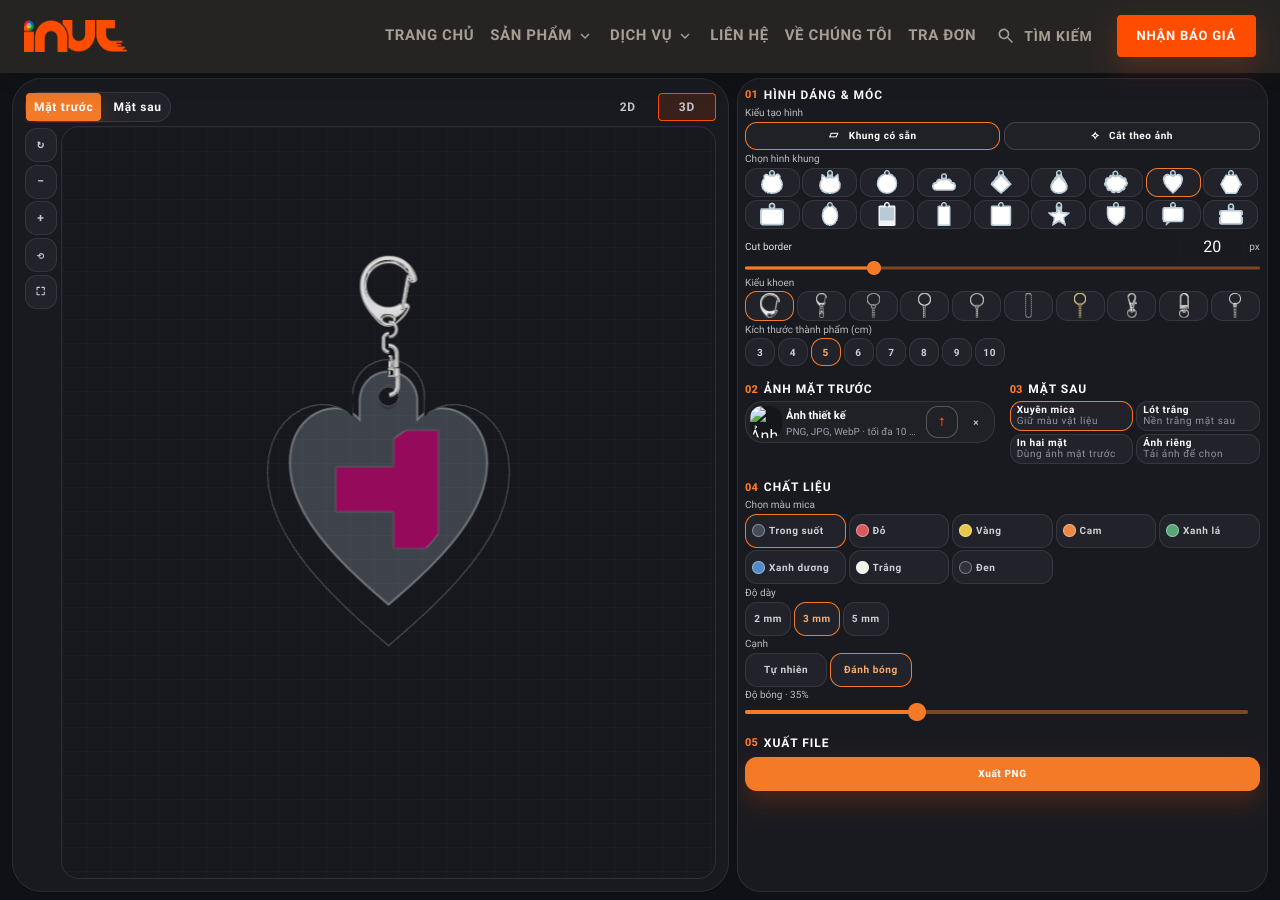 inut
TRANG CHỦ SẢN PHẨM DỊCH VỤ LIÊN HỆ VỀ CHÚNG TÔI TRA ĐƠN TÌM KIẾM NHẬN BÁO GIÁ
Mặt trước Mặt sau 2D 3D
01 HÌNH DÁNG & MÓC
Kiểu tạo hình
Khung có sẵn Cắt theo ảnh
Chọn hình khung
Cut border 20 px
Kiểu khoen
Kích thước thành phẩm (cm)
3 4 5 6 7 8 9 10
02 ẢNH MẶT TRƯỚC
Ảnh thiết kế
PNG, JPG, WebP · tối đa 10 ...
03 MẶT SAU
Xuyên mica
Giữ màu vật liệu
Lót trắng
Nền trắng mặt sau
In hai mặt
Dùng ảnh mặt trước
Ảnh riêng
Tải ảnh để chọn
04 CHẤT LIỆU
Chọn màu mica
Trong suốt Đỏ Vàng Cam Xanh lá
Xanh dương Trắng Đen
Độ dày
2 mm 3 mm 5 mm
Cạnh
Tự nhiên Đánh bóng
Độ bóng · 35%
05 XUẤT FILE
Xuất PNG